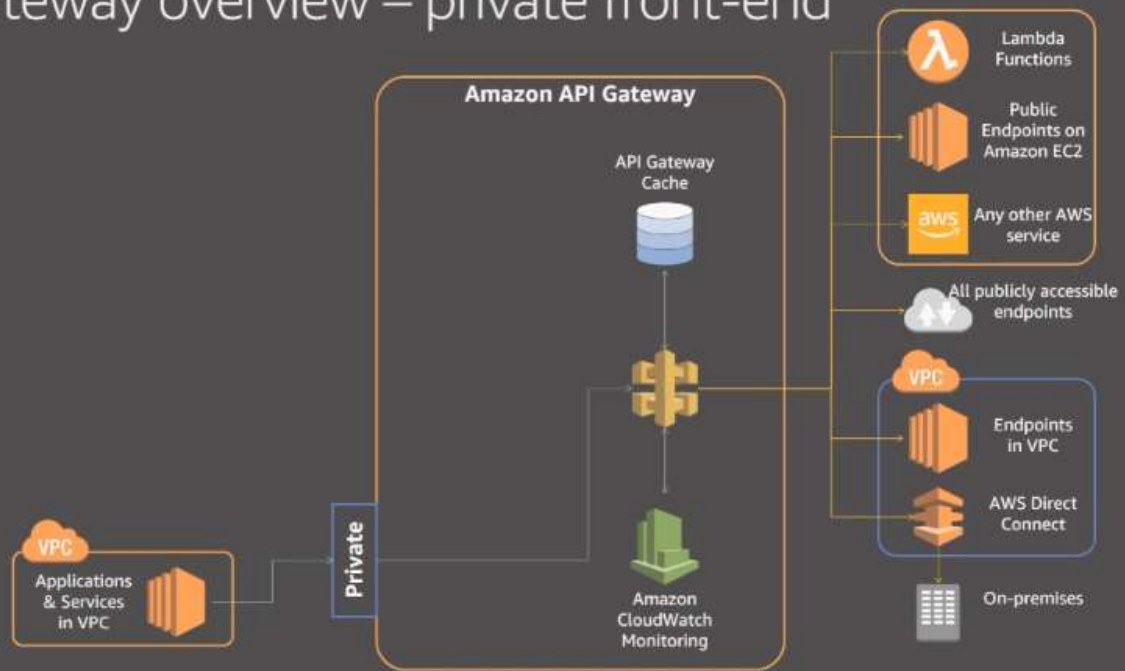 teway overview – private front-end
Amazon API Gateway
API Gateway
Cache
Amazon
CloudWatch
Monitoring
Private
VPC
Applications
& Services
in VPC
Lambda
Functions
Public
Endpoints on
Amazon EC2
aws
Any other AWS
service
All publicly accessible
endpoints
VPC
Endpoints
in VPC
AWS Direct
Connect
On-premises